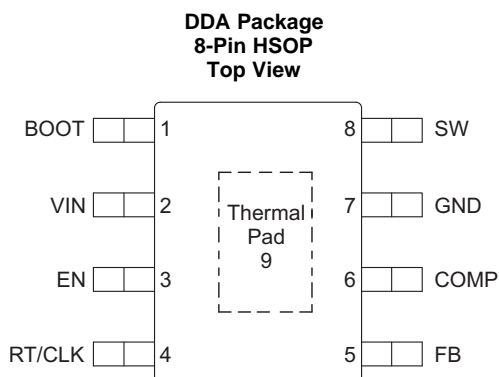 DDA Package
8-Pin HSOP
Top View
BOOT 1 8 SW
VIN 2 7 GND
Thermal
Pad
9
EN 3 6 COMP
RT/CLK 4 5 FB